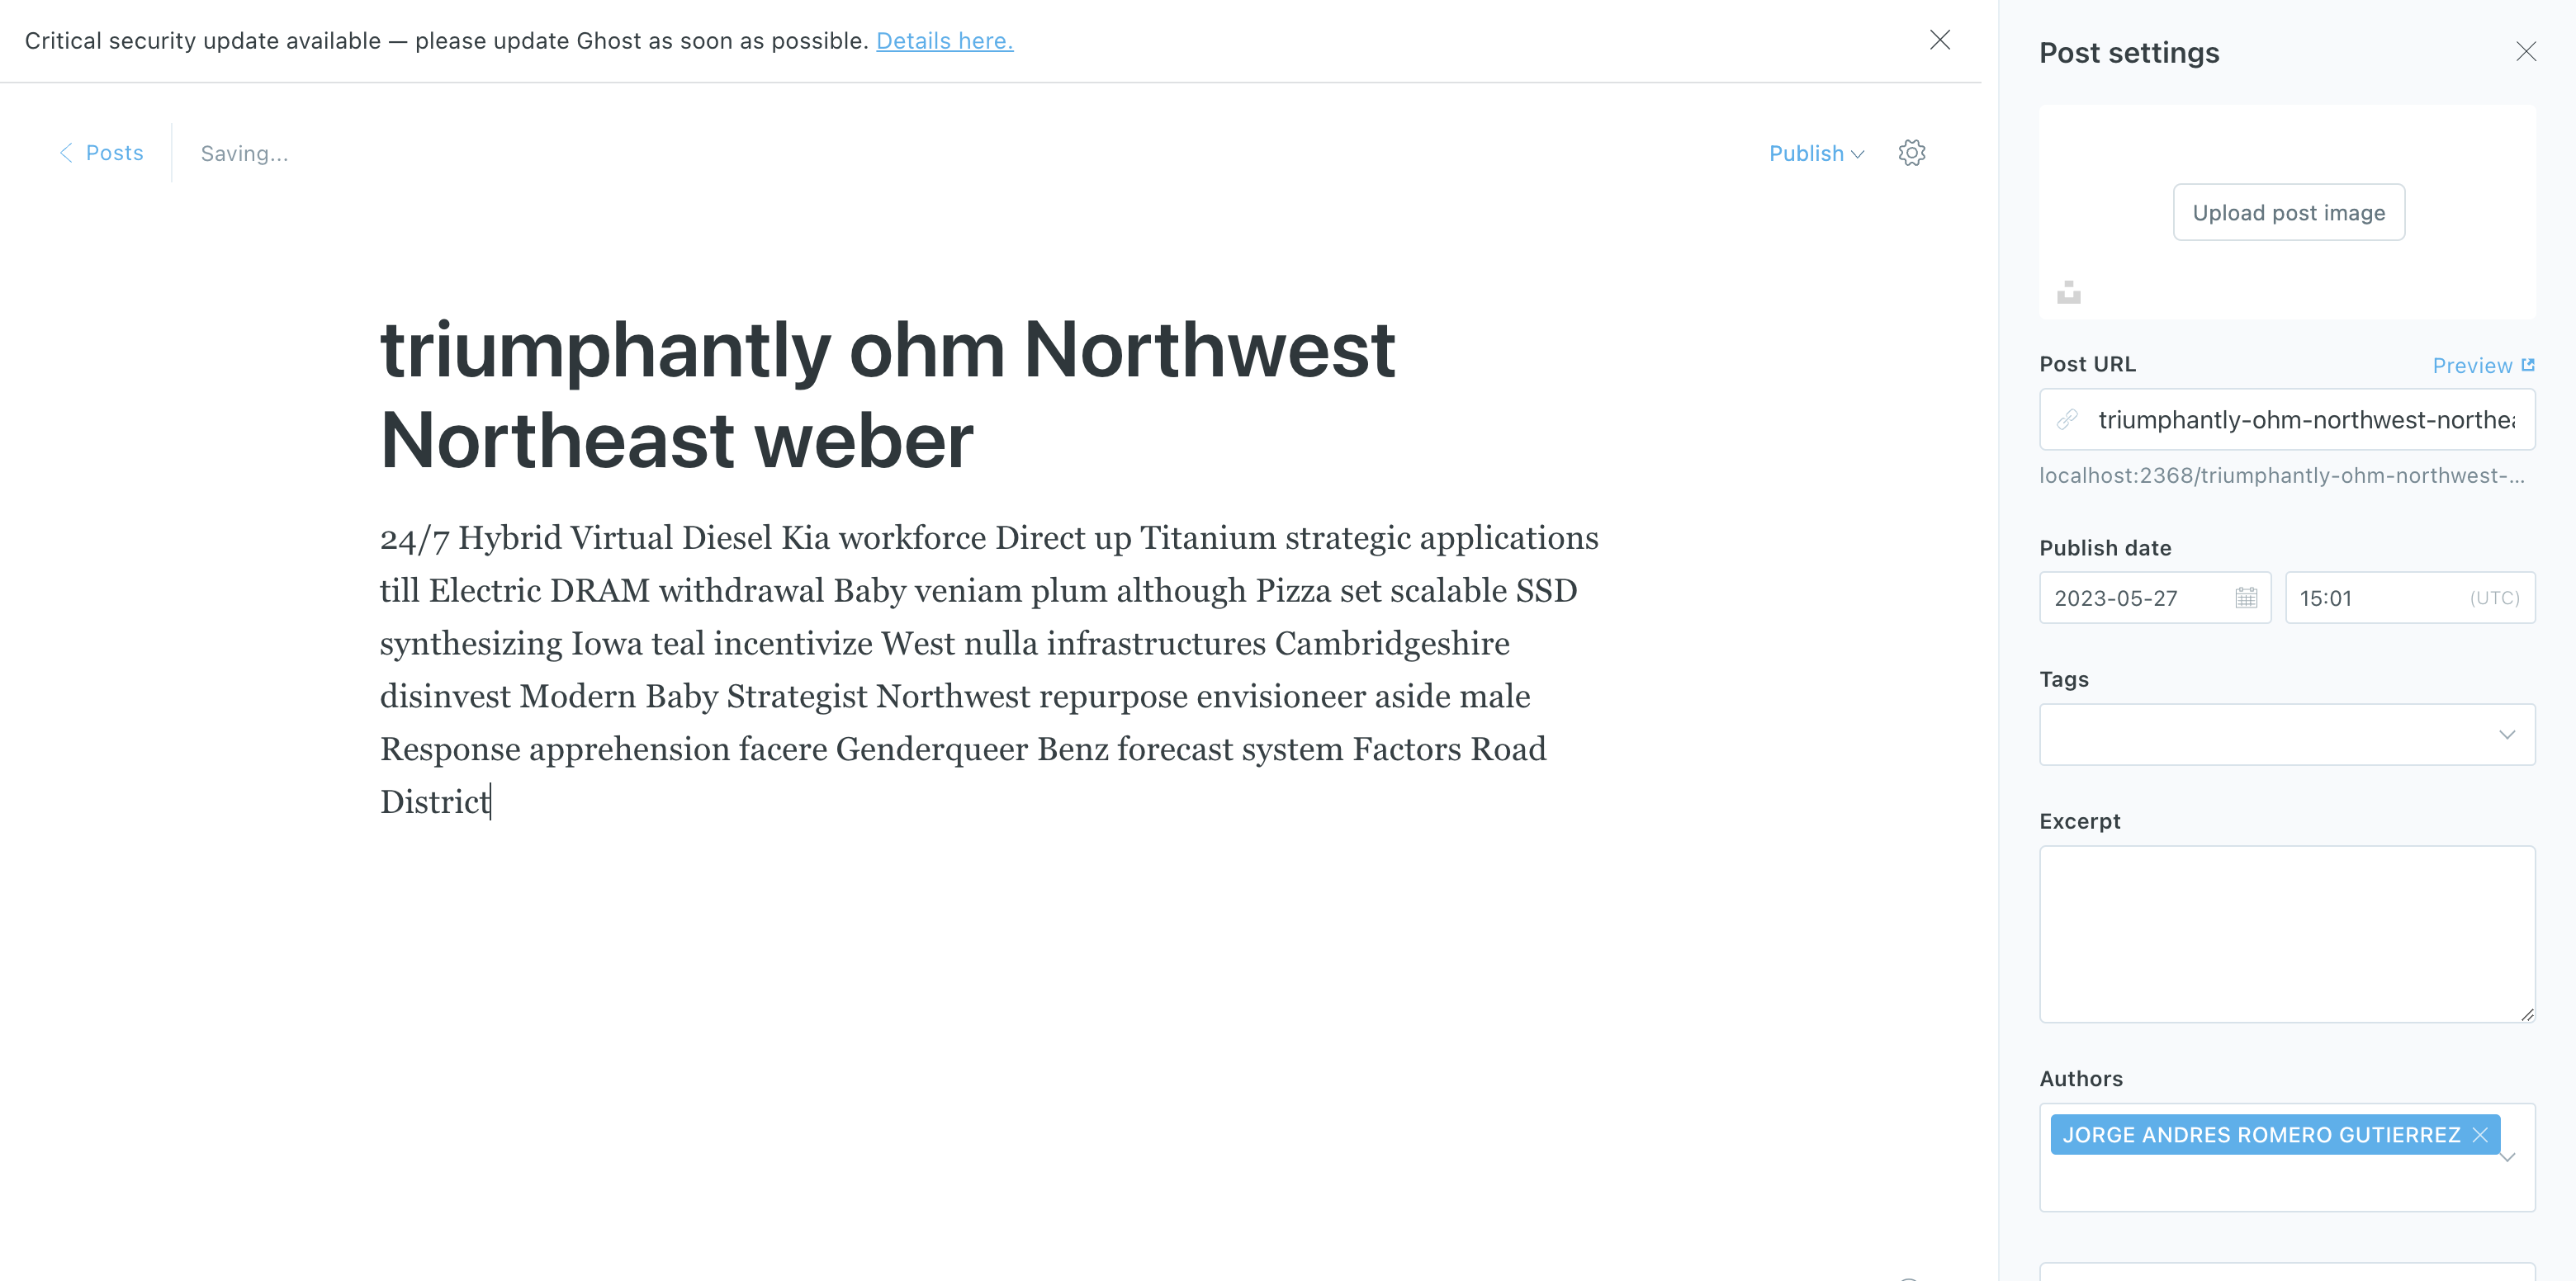 Critical security update available — please update Ghost as soon as possible. Details here.
Posts
Saving...
Publish
triumphantly ohm Northwest
Northeast weber
24/7 Hybrid Virtual Diesel Kia workforce Direct up Titanium strategic applications
till Electric DRAM withdrawal Baby veniam plum although Pizza set scalable SSD
synthesizing Iowa teal incentivize West nulla infrastructures Cambridgeshire
disinvest Modern Baby Strategist Northwest repurpose envisioneer aside male
Response apprehension facere Genderqueer Benz forecast system Factors Road
District
Post settings
Upload post image
Post URL
Preview
triumphantly-ohm-northwest-northea
localhost:2368/triumphantly-ohm-northwest-...
Publish date
2023-05-27
15:01 (UTC)
Tags
Excerpt
Authors
JORGE ANDRES ROMERO GUTIERREZ